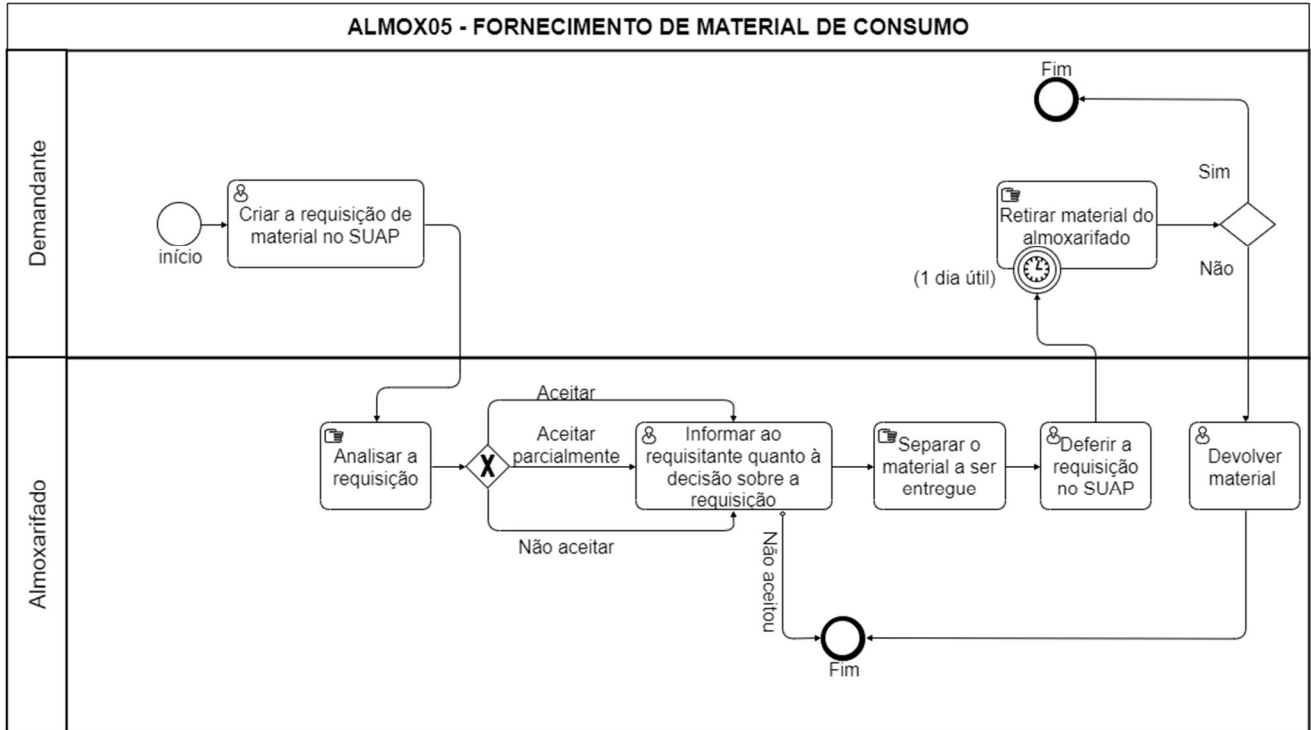 ALMOX05 - FORNECIMENTO DE MATERIAL DE CONSUMO
Demandante
início
Criar a requisição de
material no SUAP
Fim
Sim
Retirar material do
almoxarifado
(1 dia útil)
Não
Almoxarifado
Analisar a
requisição
X
Aceitar
Aceitar
parcialmente
Não aceitar
Informar ao
requisitante quanto à
decisão sobre a
requisição
Separar o
material a ser
entregue
Deferir a
requisição
no SUAP
Devolver
material
Não aceitou
Fim